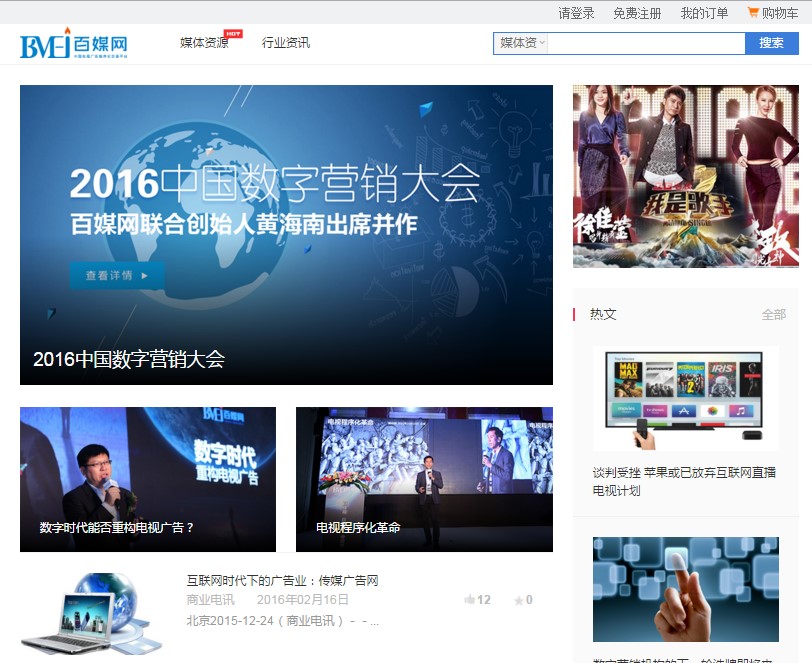 请登录 免费注册 我的订单 购物车
BMEI百媒网
媒体资源 HOT 行业资讯
媒体资 搜索
2016中国数字营销大会
百媒网联合创始人黄海南出席并作
查看详情
2016中国数字营销大会
我是歌手
徐佳莹
热文 全部
MAD MAX
IRIS
谈判受挫 苹果或已放弃互联网直播
电视计划
百媒网
数字时代
重构电视广告
数字时代能否重构电视广告？
电视程序化革命
电视程序化革命
互联网时代下的广告业：传媒广告网
商业电讯 2016年02月16日 12 0
北京2015-12-24（商业电讯）－－...